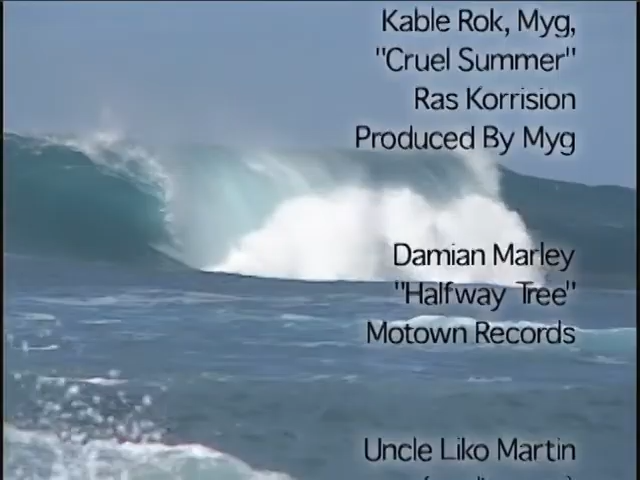 Kable Rok, Myg,
"Cruel Summer"
Ras Korrision
Produced By Myg
Damian Marley
"Halfway Tree"
Motown Records
Uncle Liko Martin